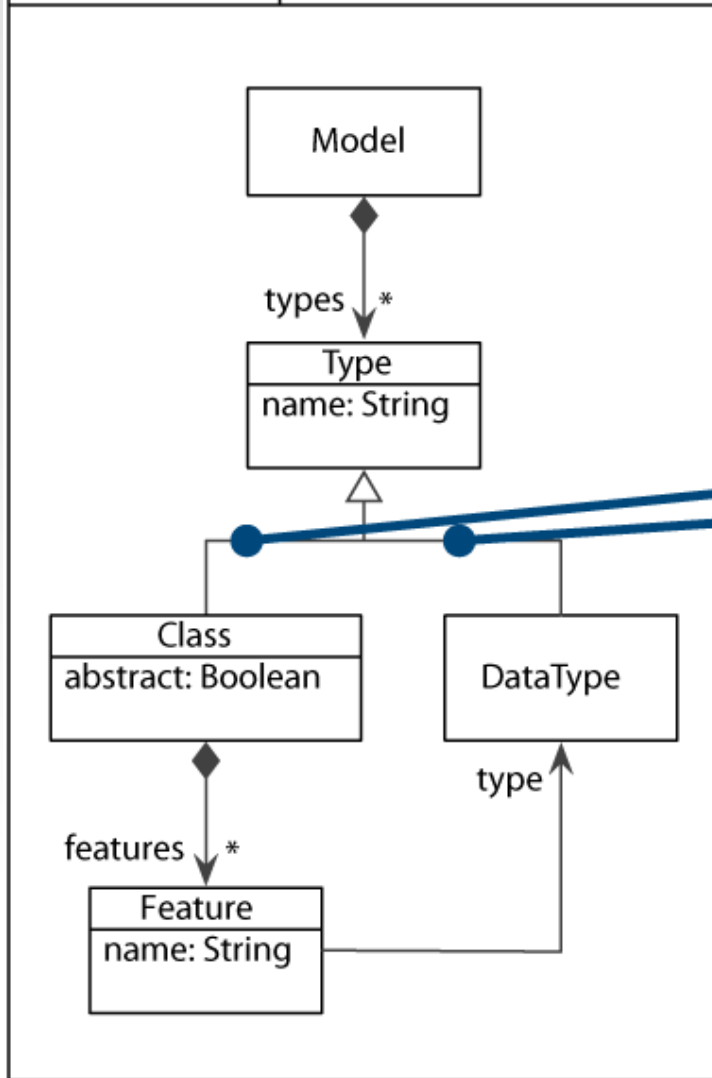 Model
types *
Type
name: String
Class
abstract: Boolean
DataType
type
features *
Feature
name: String